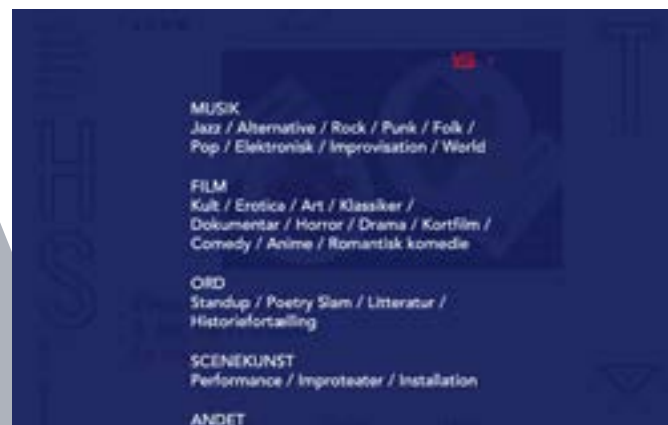 MUSIK
Jazz / Alternative / Rock / Punk / Folk /
Pop / Elektronisk / Improvisation / World
FILM
Kult / Erotica / Art / Klassiker /
Dokumentar / Horror / Drama / Kortfilm /
Comedy / Anime / Romantisk komedie
ORD
Standup / Poetry Slam / Litteratur /
Historiefortælling
SCENEKUNST
Performance / Improteater / Installation
ANDET